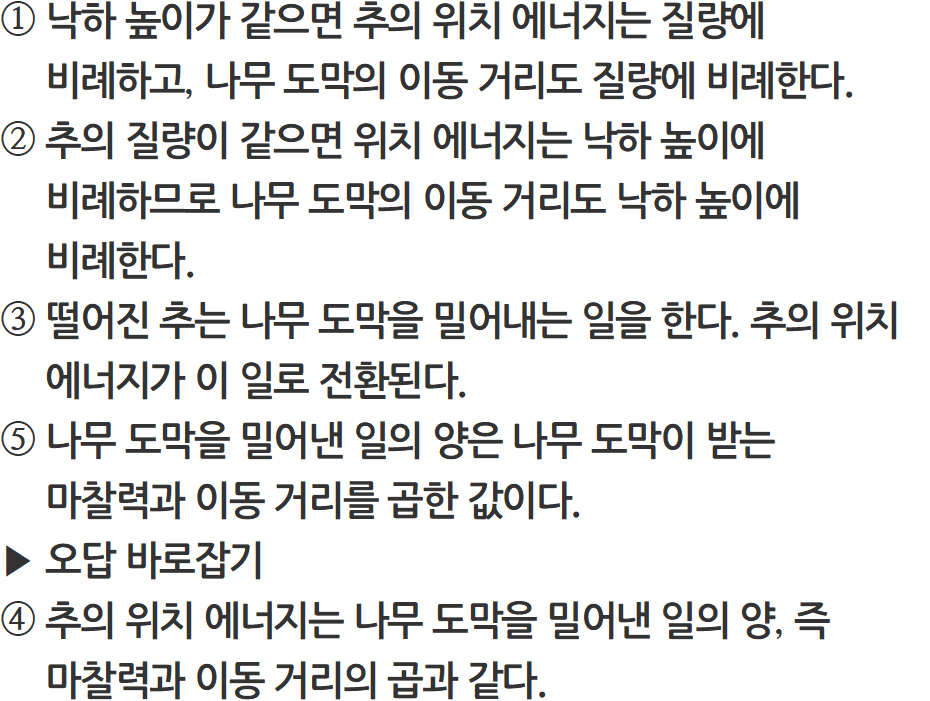 ① 낙하 높이가 같으면 추의 위치 에너지는 질량에
비례하고, 나무 도막의 이동 거리도 질량에 비례한다.
② 추의 질량이 같으면 위치 에너지는 낙하 높이에
비례하므로 나무 도막의 이동 거리도 낙하 높이에
비례한다.
③ 떨어진 추는 나무 도막을 밀어내는 일을 한다. 추의 위치
에너지가 이 일로 전환된다.
⑤ 나무 도막을 밀어낸 일의 양은 나무 도막이 받는
마찰력과 이동 거리를 곱한 값이다.
▶ 오답 바로잡기
④ 추의 위치 에너지는 나무 도막을 밀어낸 일의 양, 즉
마찰력과 이동 거리의 곱과 같다.